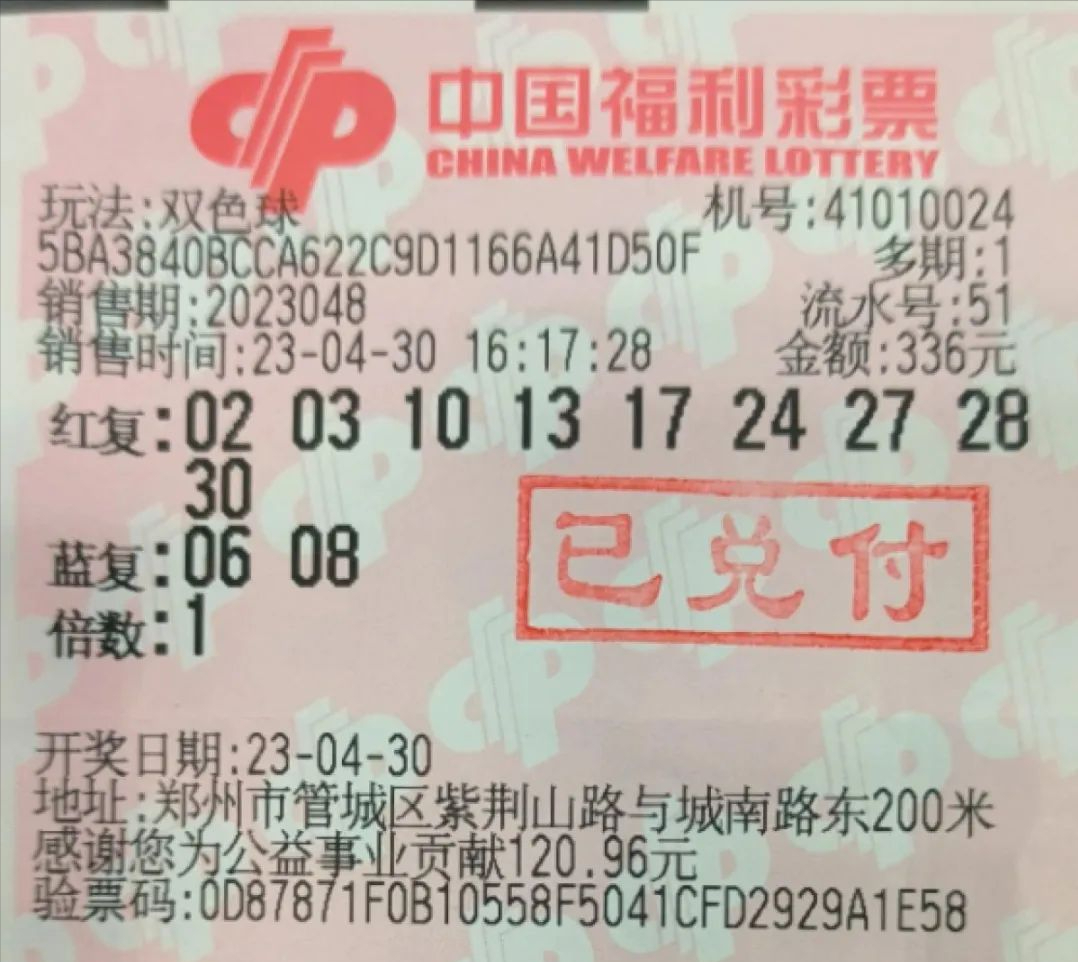 中国福利彩票
CHINA WELFARE LOTTERY
玩法:双色球 机号:41010024
5BA3840BCCA622C9D1166A41D50F 多期:1
销售期:2023048 流水号:51
销售时间:23-04-30 16:17:28 金额:336元
红复:02 03 10 13 17 24 27 28
30
蓝复:06 08
倍数:1
已兑付
开奖日期:23-04-30
地址:郑州市管城区紫荆山路与城南路东200米
感谢您为公益事业贡献120.96元
验票码:0D87871F0B10558F5041CFD2929A1E58